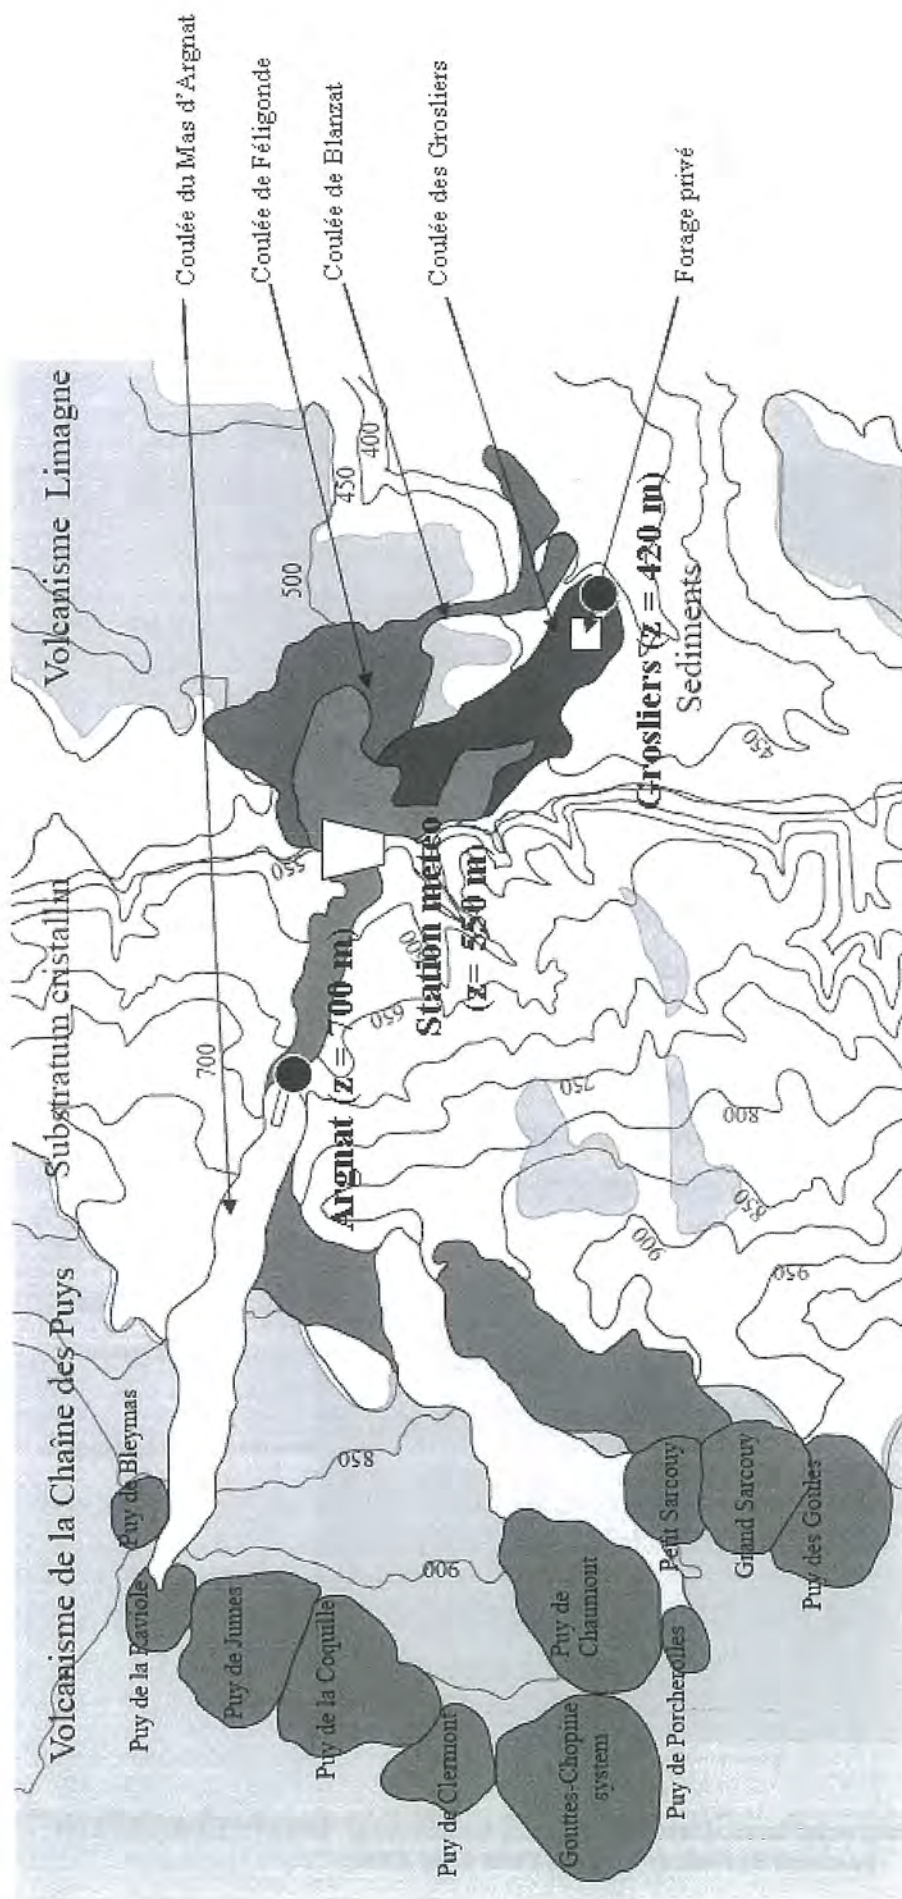 Volcanisme de la Chaîne des Puys
Substratum cristallin
Volcanisme Limagne
Coulée du Mas d'Argnat
Coulée de Féligonde
Coulée de Blanzat
Coulée des Grosliers
Forage privé
Puy de la Raviole
Puy de Bleymas
Puy de Jumes
Puy de la Coquille
Puy de Clermont
Gouttes-Chopine
system
Puy de
Chaumont
Puy de Porcherolles
Petit Sarcouy
Grand Sarcouy
Puy des Goules
Argnat (z = 700 m)
Station météo
(z= 550 m)
Grosliers (z = 420 m)
Sediments
850
900
700
550
500
450
400
650
600
750
800
850
900
950
450